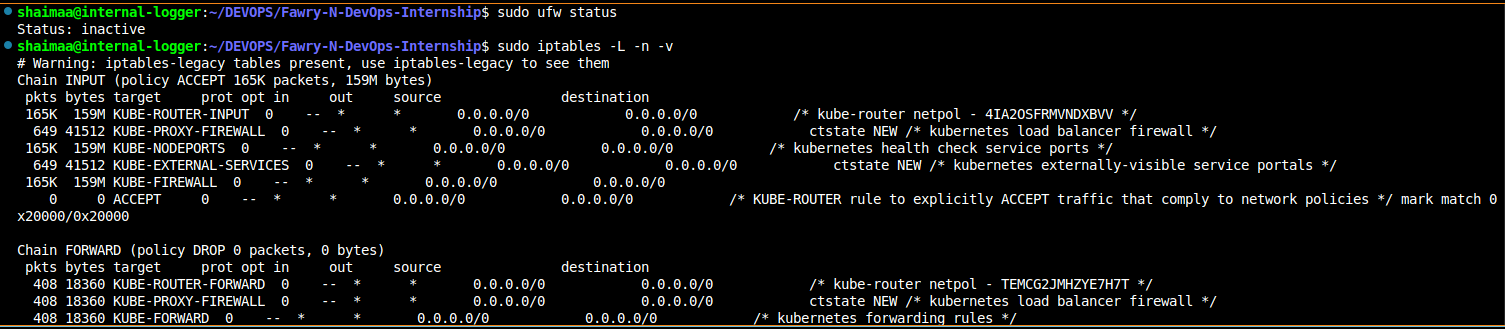 shaimaa@internal-logger:~/DEVOPS/Fawry-N-DevOps-Internship$ sudo ufw status
Status: inactive
shaimaa@internal-logger:~/DEVOPS/Fawry-N-DevOps-Internship$ sudo iptables -L -n -v
# Warning: iptables-legacy tables present, use iptables-legacy to see them
Chain INPUT (policy ACCEPT 165K packets, 159M bytes)
 pkts bytes target     prot opt in     out     source               destination
 165K  159M KUBE-ROUTER-INPUT  0    --  *      *       0.0.0.0/0            0.0.0.0/0            /* kube-router netpol - 4IA2OSFRMVNDXBVV */
  649 41512 KUBE-PROXY-FIREWALL  0    --  *      *       0.0.0.0/0            0.0.0.0/0            ctstate NEW /* kubernetes load balancer firewall */
 165K  159M KUBE-NODEPORTS  0    --  *      *       0.0.0.0/0            0.0.0.0/0            /* kubernetes health check service ports */
  649 41512 KUBE-EXTERNAL-SERVICES  0    --  *      *       0.0.0.0/0            0.0.0.0/0            ctstate NEW /* kubernetes externally-visible service portals */
 165K  159M KUBE-FIREWALL  0    --  *      *       0.0.0.0/0            0.0.0.0/0
    0     0 ACCEPT     0    --  *      *       0.0.0.0/0            0.0.0.0/0            /* KUBE-ROUTER rule to explicitly ACCEPT traffic that comply to network policies */ mark match 0
x20000/0x20000
Chain FORWARD (policy DROP 0 packets, 0 bytes)
 pkts bytes target     prot opt in     out     source               destination
  408 18360 KUBE-ROUTER-FORWARD  0    --  *      *       0.0.0.0/0            0.0.0.0/0            /* kube-router netpol - TEMCG2JMHZYE7H7T */
  408 18360 KUBE-PROXY-FIREWALL  0    --  *      *       0.0.0.0/0            0.0.0.0/0            ctstate NEW /* kubernetes load balancer firewall */
  408 18360 KUBE-FORWARD  0    --  *      *       0.0.0.0/0            0.0.0.0/0            /* kubernetes forwarding rules */